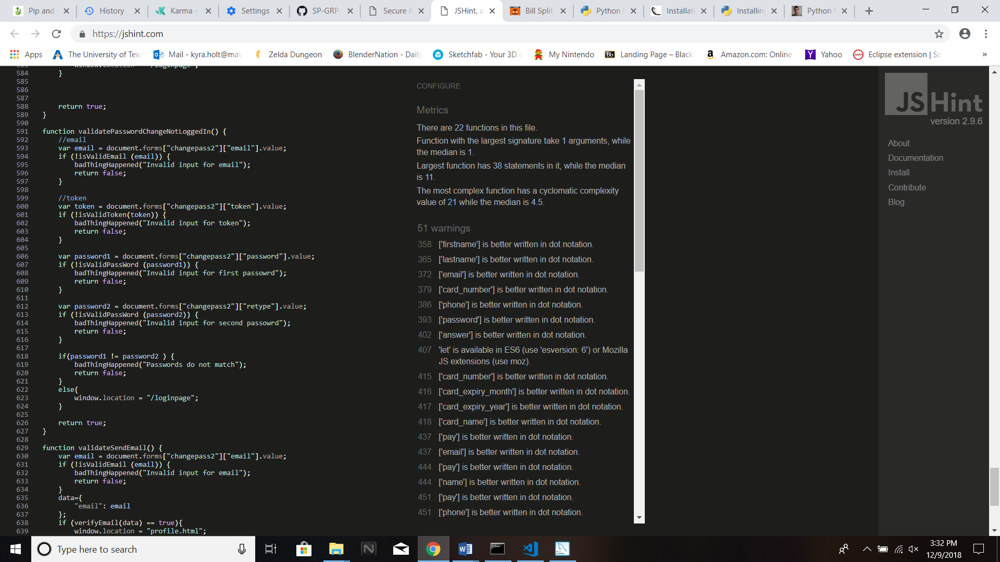 Pip and
History
Karma -
Settings
SP-GRP-
Secure P
JSHint, a
Bill Split
Python
Installati
Installing
Python
https://jshint.com
Apps
The University of Texa
Mail - kyra.holt@mav
Zelda Dungeon
BlenderNation - Daily
Sketchfab - Your 3D c
My Nintendo
Bb
Landing Page – Black
Amazon.com: Online
Yahoo
Eclipse extension | So
»
583 window.location = "/loginpage";
584 }
585
586
587
588 return true;
589 }
590
591 function validatePasswordChangeNotLoggedIn() {
592 //email
593 var email = document.forms["changepass2"]["email"].value;
594 if (!isValidEmail (email)) {
595 badThingHappened("Invalid input for email");
596 return false;
597 }
598
599 //token
600 var token = document.forms["changepass2"]["token"].value;
601 if (!isValidToken(token)) {
602 badThingHappened("Invalid input for token");
603 return false;
604 }
605
606 var password1 = document.forms["changepass2"]["password"].value;
607 if (!isValidPassWord (password1)) {
608 badThingHappened("Invalid input for first passowrd");
609 return false;
610 }
611
612 var password2 = document.forms["changepass2"]["retype"].value;
613 if (!isValidPassWord (password2)) {
614 badThingHappened("Invalid input for second passowrd");
615 return false;
616 }
617
618 if(password1 != password2 ) {
619 badThingHappened("Passwords do not match");
620 return false;
621 }
622 else{
623 window.location = "/loginpage";
624 }
625
626 return true;
627 }
628
629 function validateSendEmail() {
630 var email = document.forms["changepass2"]["email"].value;
631 if (!isValidEmail (email)) {
632 badThingHappened("Invalid input for email");
633 return false;
634 }
635 data={
636 "email": email
637 };
638 if (verifyEmail(data) == true){
639 window.location = "profile.html";
CONFIGURE
Metrics
There are 22 functions in this file.
Function with the largest signature take 1 arguments, while
the median is 1.
Largest function has 38 statements in it, while the median
is 11.
The most complex function has a cyclomatic complexity
value of 21 while the median is 4.5.
51 warnings
358 ['firstname'] is better written in dot notation.
365 ['lastname'] is better written in dot notation.
372 ['email'] is better written in dot notation.
379 ['card_number'] is better written in dot notation.
386 ['phone'] is better written in dot notation.
393 ['password'] is better written in dot notation.
402 ['answer'] is better written in dot notation.
407 'let' is available in ES6 (use 'esversion: 6') or Mozilla
JS extensions (use moz).
415 ['card_number'] is better written in dot notation.
416 ['card_expiry_month'] is better written in dot notation.
417 ['card_expiry_year'] is better written in dot notation.
418 ['card_name'] is better written in dot notation.
437 ['pay'] is better written in dot notation.
437 ['email'] is better written in dot notation.
444 ['pay'] is better written in dot notation.
444 ['name'] is better written in dot notation.
451 ['pay'] is better written in dot notation.
451 ['phone'] is better written in dot notation.
JSHint
version 2.9.6
About
Documentation
Install
Contribute
Blog
Type here to search
3:32 PM
12/9/2018